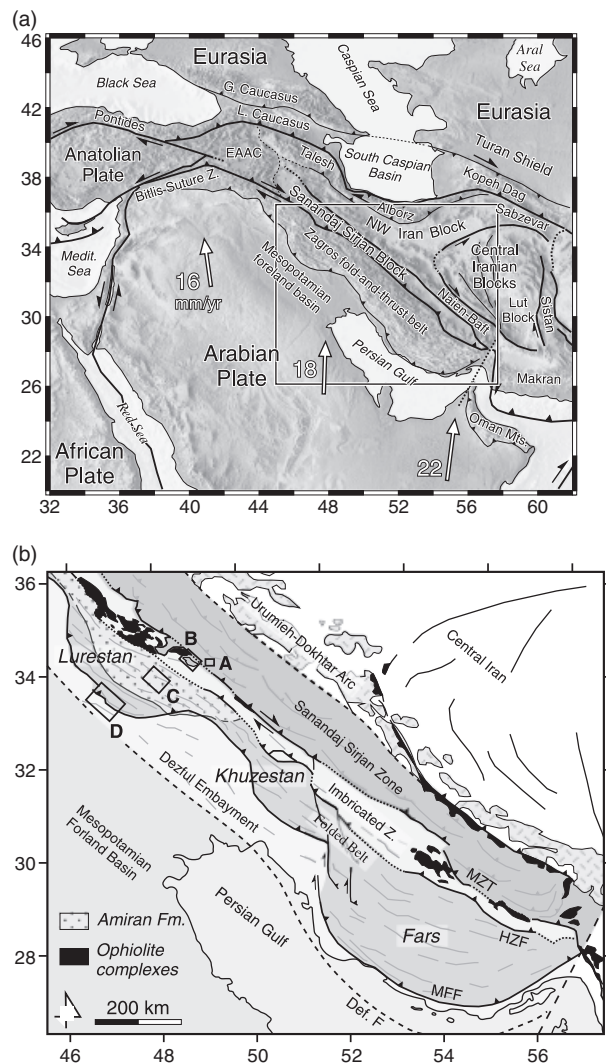 (a)
46
42
40
38
36
34
32
30
28
26
24
22
32
36
40
44
48
52
56
60
Eurasia
Black Sea
G. Caucasus
L. Caucasus
Caspian Sea
Aral
Sea
Eurasia
Turan Shield
Pontides
Anatolian
Plate
EAAC
Talesh
South Caspian
Basin
Kopeh Dag
Bitlis-Suture Z.
Alborz
Sabzevar
Sanandaj Sirjan Block
NW Iran Block
Central
Iranian
Blocks
Medit.
Sea
Zagros fold-and-thrust belt
Mesopotamian
foreland basin
Naien-Baft
Lut
Block
Sistan
16
mm/yr
Arabian
Plate
18
Persian Gulf
Makran
Oman Mts.
Red-Sea
African
Plate
22
(b)
36
34
32
30
28
46
48
50
52
54
56
Lurestan
B
A
C
D
Urumieh-Dokhtar Arc
Central Iran
Sanandaj Sirjan Zone
Khuzestan
Dezful Embayment
Imbricated Z.
Folded Belt
Mesopotamian
Forland Basin
MZT
HZF
Fars
MFF
Def. F
Persian Gulf
Amiran Fm.
Ophiolite
complexes
200 km